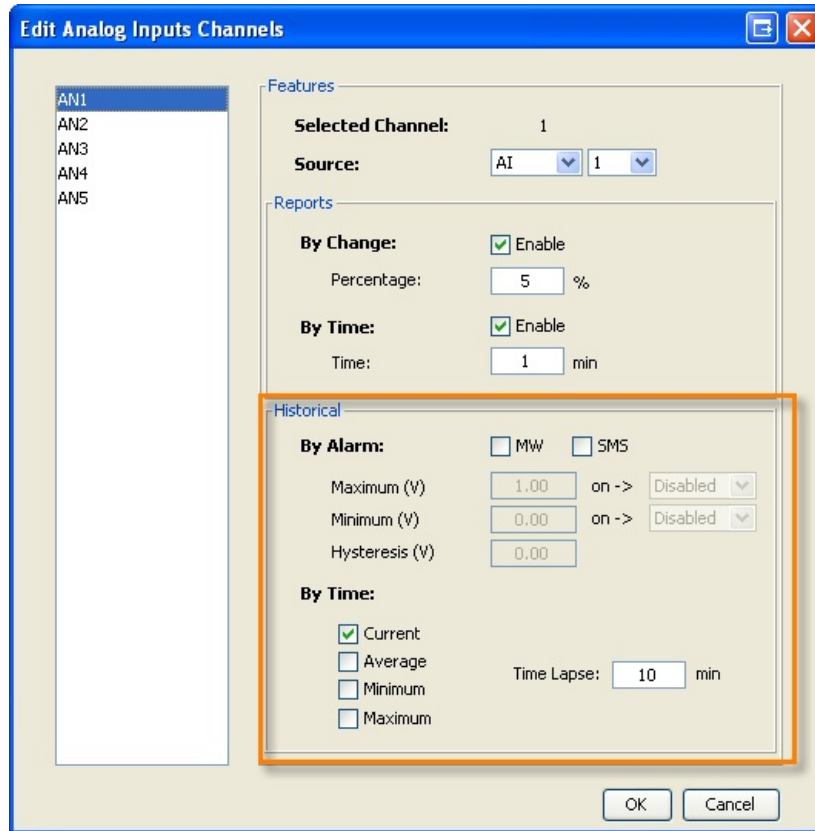 Edit Analog Inputs Channels
AN1
AN2
AN3
AN4
AN5
Features
Selected Channel: 1
Source: AI 1
Reports
By Change: Enable
Percentage: 5 %
By Time: Enable
Time: 1 min
Historical
By Alarm: MW SMS
Maximum (V) 1.00 on -> Disabled
Minimum (V) 0.00 on -> Disabled
Hysteresis (V) 0.00
By Time:
Current
Average
Time Lapse: 10 min
Minimum
Maximum
OK Cancel